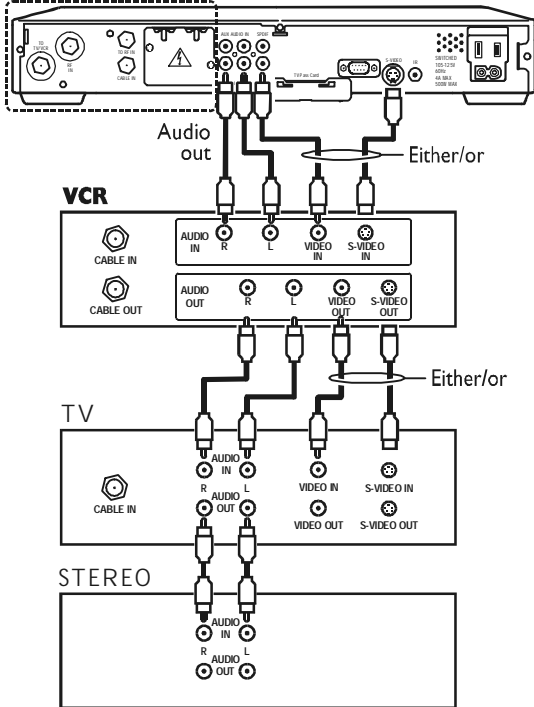 TO
TV/VCR
RF
IN
TO RF IN
CABLE IN
AUX AUDIO IN
SPDIF
TV Pass Card
S-VIDEO
IR
SWITCHED
105-125V
60Hz
4A MAX
500W MAX
Audio
out
Either/or
VCR
CABLE IN
AUDIO
IN
R
L
VIDEO
IN
S-VIDEO
IN
CABLE OUT
AUDIO
OUT
R
L
VIDEO
OUT
S-VIDEO
OUT
Either/or
TV
CABLE IN
AUDIO
IN
R
L
AUDIO
OUT
VIDEO IN
S-VIDEO IN
VIDEO OUT
S-VIDEO OUT
STEREO
AUDIO
IN
R
L
AUDIO
OUT